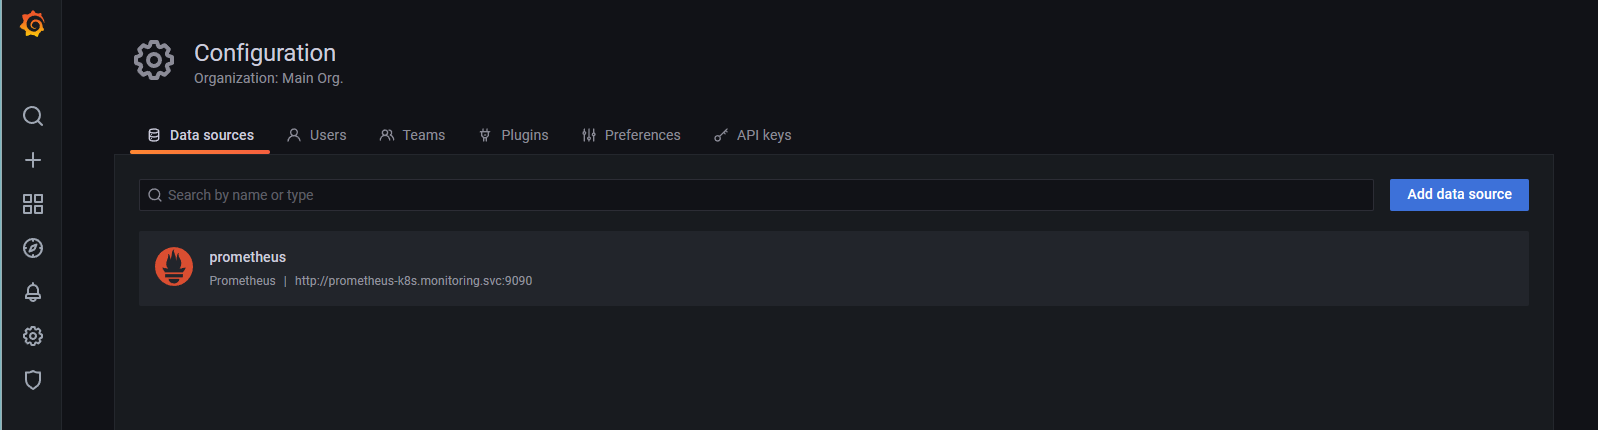 Configuration
Organization: Main Org.
Data sources Users Teams Plugins Preferences API keys
Search by name or type
Add data source
prometheus
Prometheus | http://prometheus-k8s.monitoring.svc:9090